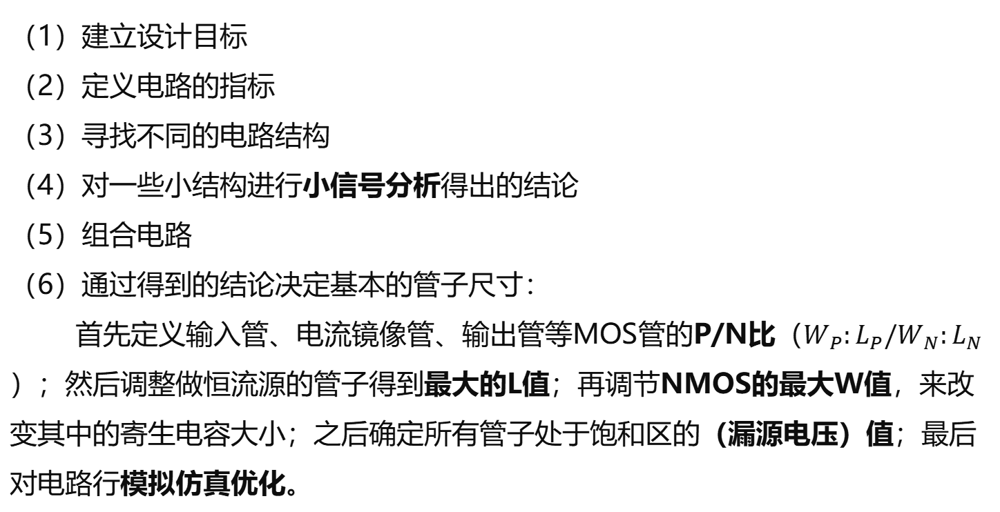 （1）建立设计目标
（2）定义电路的指标
（3）寻找不同的电路结构
（4）对一些小结构进行小信号分析得出的结论
（5）组合电路
（6）通过得到的结论决定基本的管子尺寸：
首先定义输入管、电流镜像管、输出管等MOS管的P/N比（W_P: L_P/W_N: L_N
）；然后调整做恒流源的管子得到最大的L值；再调节NMOS的最大W值，来改
变其中的寄生电容大小；之后确定所有管子处于饱和区的（漏源电压）值；最后
对电路行模拟仿真优化。